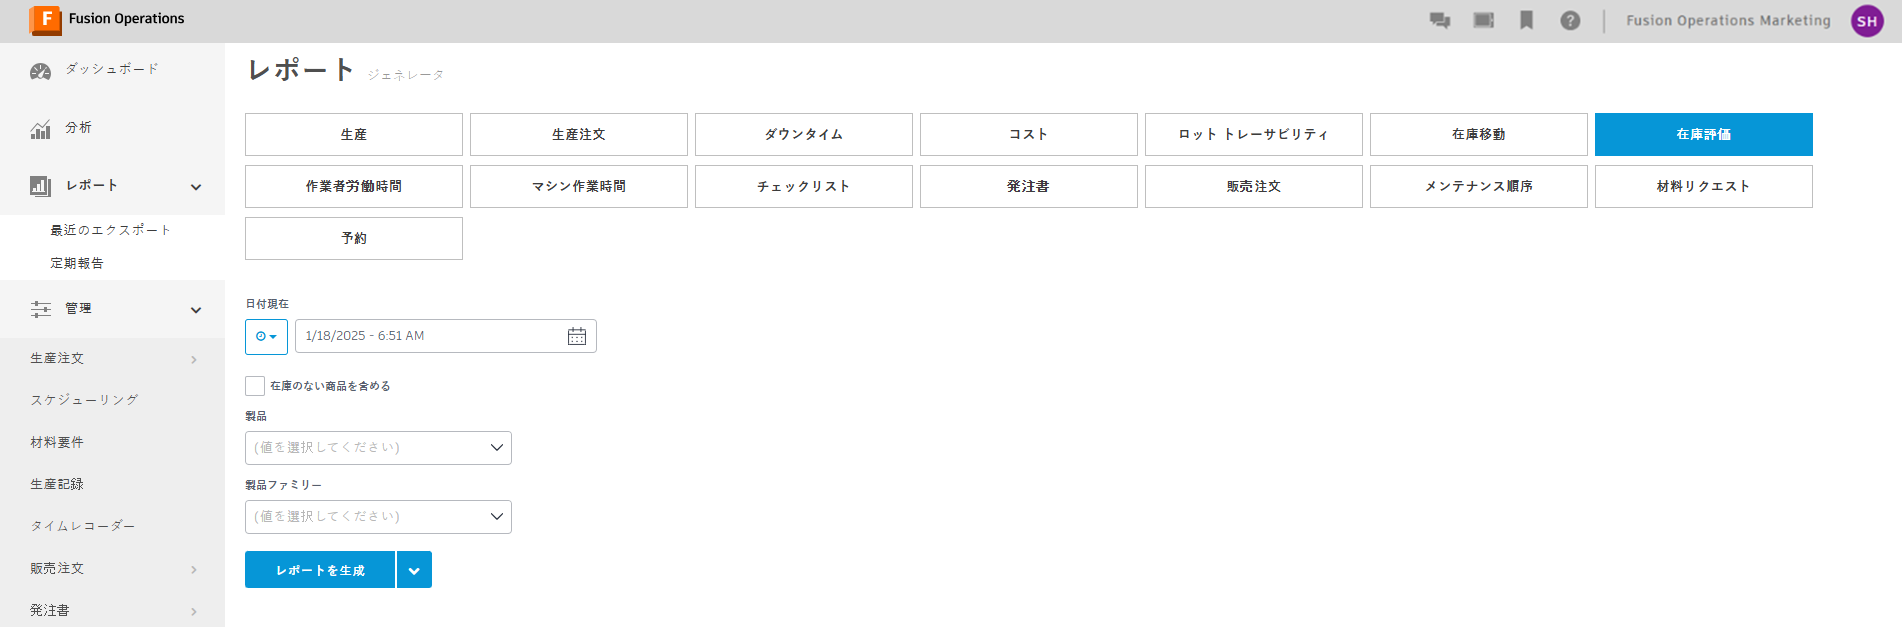 F Fusion Operations
Fusion Operations Marketing SH
ダッシュボード
分析
レポート
最近のエクスポート
定期報告
管理
生産注文
スケジューリング
材料要件
生産記録
タイムレコーダー
販売注文
発注書
レポート ジェネレータ
生産 生産注文 ダウンタイム コスト ロット トレーサビリティ 在庫移動 在庫評価
作業者労働時間 マシン作業時間 チェックリスト 発注書 販売注文 メンテナンス順序 材料リクエスト
予約
日付現在
1/18/2025 - 6:51 AM
在庫のない商品を含める
製品
(値を選択してください)
製品ファミリー
(値を選択してください)
レポートを生成